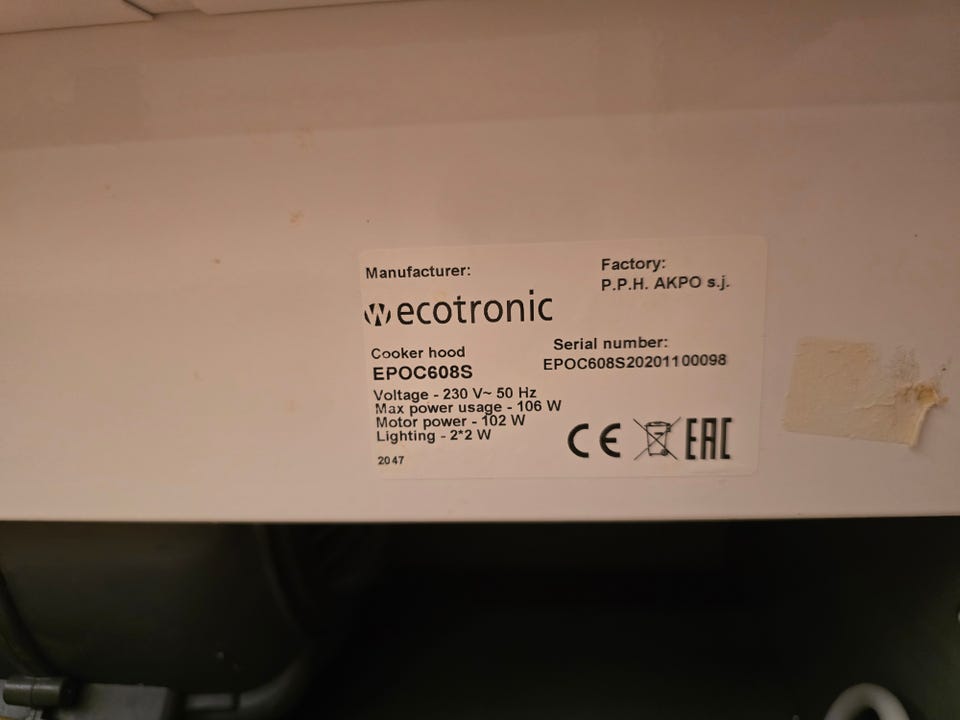 Manufacturer:
Factory:
P.P.H. AKPO s.j.
W ecotronic
Cooker hood
EPOC608S
Serial number:
EPOC608S20201100098
Voltage - 230 V~ 50 Hz
Max power usage - 106 W
Motor power - 102 W
Lighting - 2*2 W
CE EAC
2047